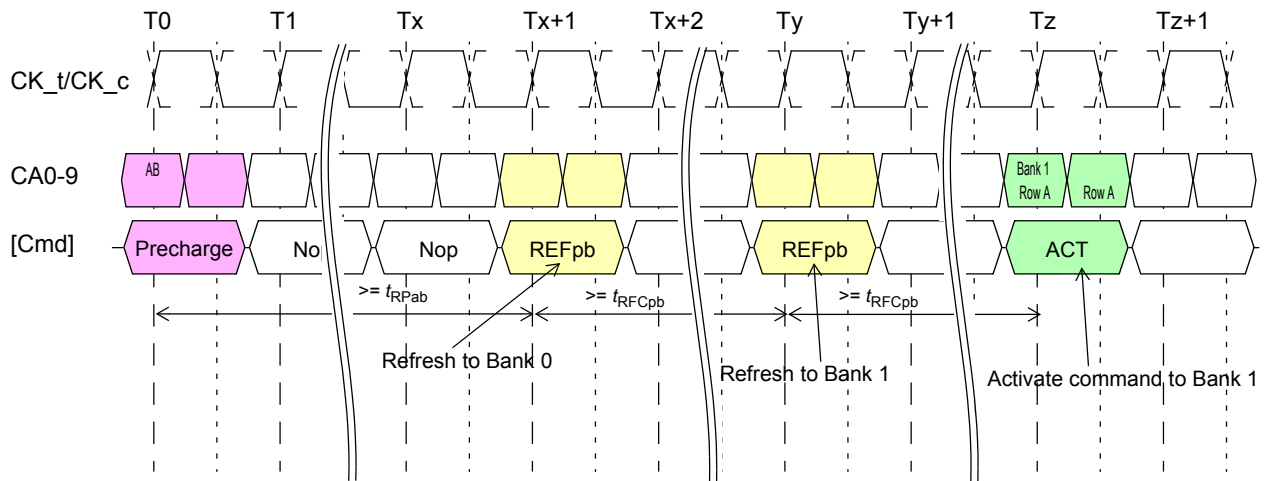 T0 T1 Tx Tx+1 Tx+2 Ty Ty+1 Tz Tz+1
CK_t/CK_c
CA0-9 AB Bank 1 Row A Row A
[Cmd] Precharge Nop Nop REFpb REFpb ACT
>= tRPab >= tRFCpb >= tRFCpb
Refresh to Bank 0 Refresh to Bank 1 Activate command to Bank 1